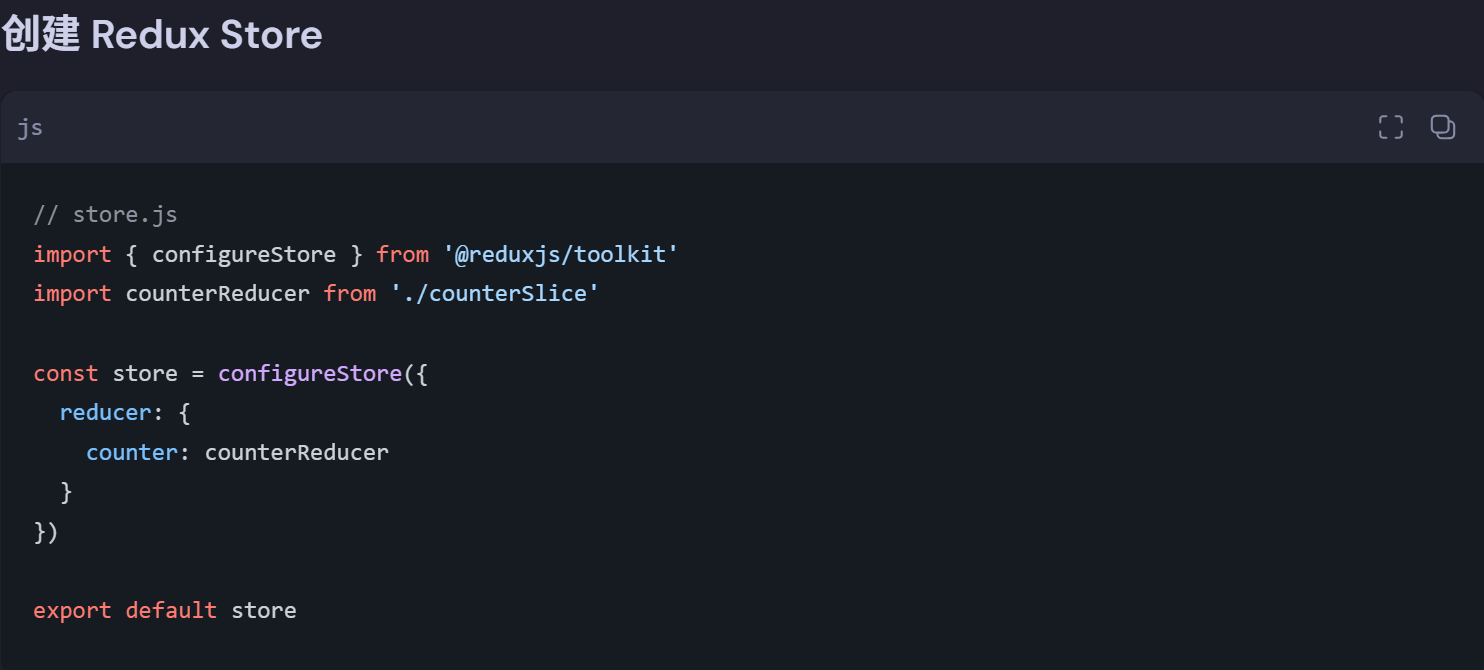 创建 Redux Store
js
// store.js
import { configureStore } from '@reduxjs/toolkit'
import counterReducer from './counterSlice'
const store = configureStore({
  reducer: {
    counter: counterReducer
  }
})
export default store